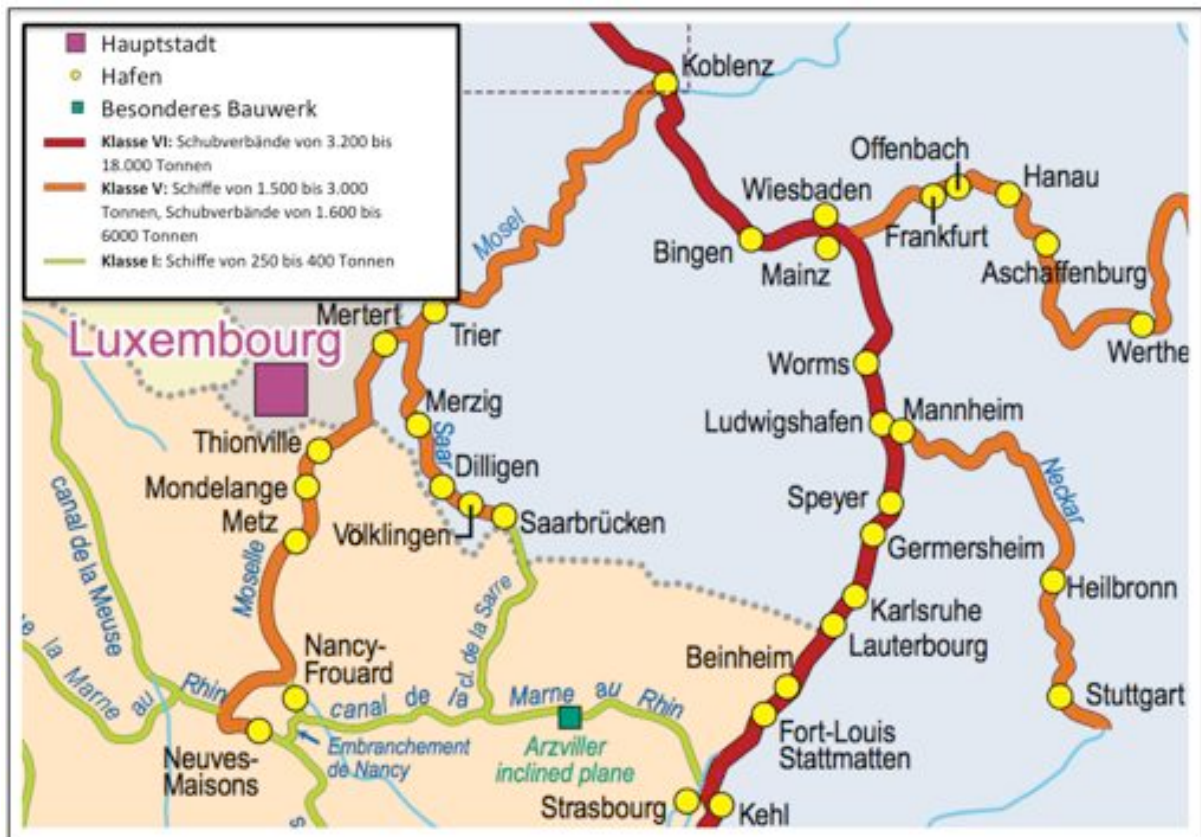 Hauptstadt
Hafen
Besonderes Bauwerk
Klasse VI: Schubverbände von 3.200 bis
18.000 Tonnen
Klasse V: Schiffe von 1.500 bis 3.000
Tonnen, Schubverbände von 1.600 bis
6000 Tonnen
Klasse I: Schiffe von 250 bis 400 Tonnen
Koblenz
Offenbach
Hanau
Wiesbaden
Mosel
Bingen
Mainz
Frankfurt
Aschaffenburg
Mertert
Trier
Werthe
Luxembourg
Worms
Merzig
Ludwigshafen
Mannheim
Thionville
Saar
Dilligen
Neckar
Mondelange
Speyer
Metz
Völklingen
Saarbrücken
Germersheim
canal de la Meuse
Moselle
Heilbronn
cl. de la Sarre
Karlsruhe
Lauterbourg
Nancy-
Frouard
Beinheim
la Marne au Rhin
canal de la Marne au Rhin
Stuttgart
Embranchement
de Nancy
Arzviller
inclined plane
Fort-Louis
Stattmatten
Neuves-
Maisons
Strasbourg
Kehl